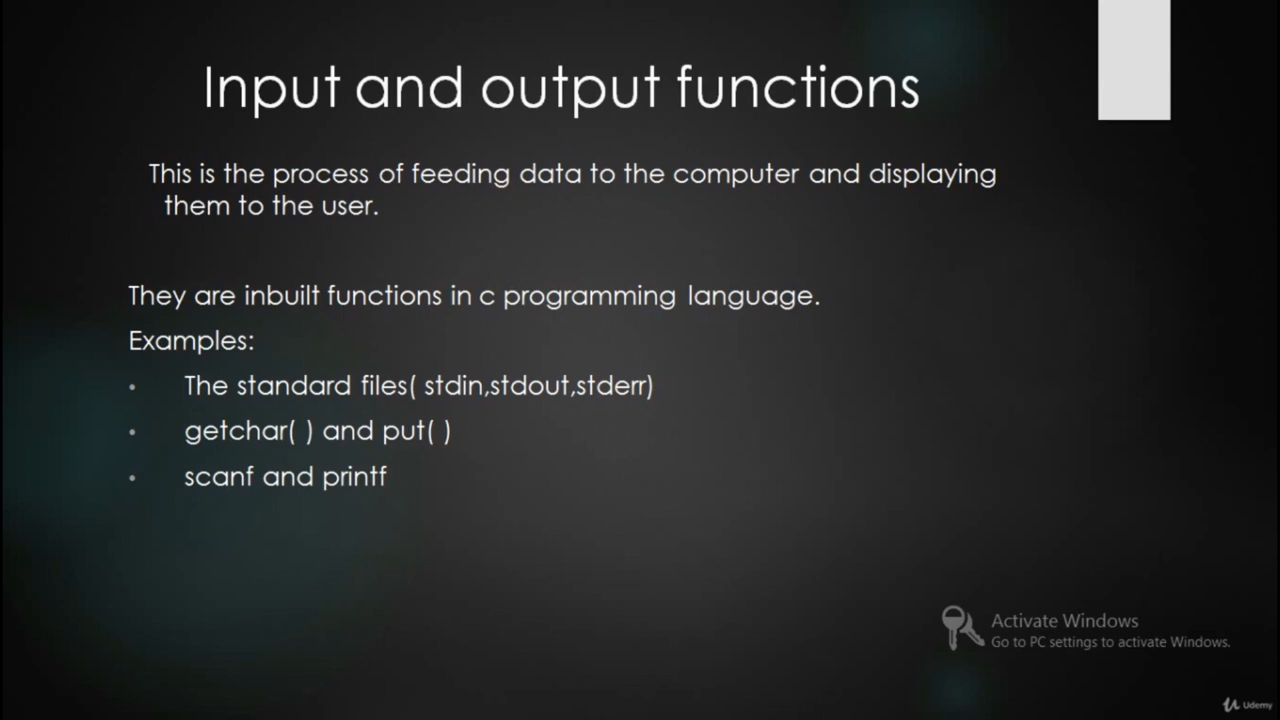 Input and output functions
This is the process of feeding data to the computer and displaying
them to the user.
They are inbuilt functions in c programming language.
Examples:
• The standard files( stdin,stdout,stderr)
• getchar( ) and put( )
• scanf and printf
Activate Windows
Go to PC settings to activate Windows.
Udemy